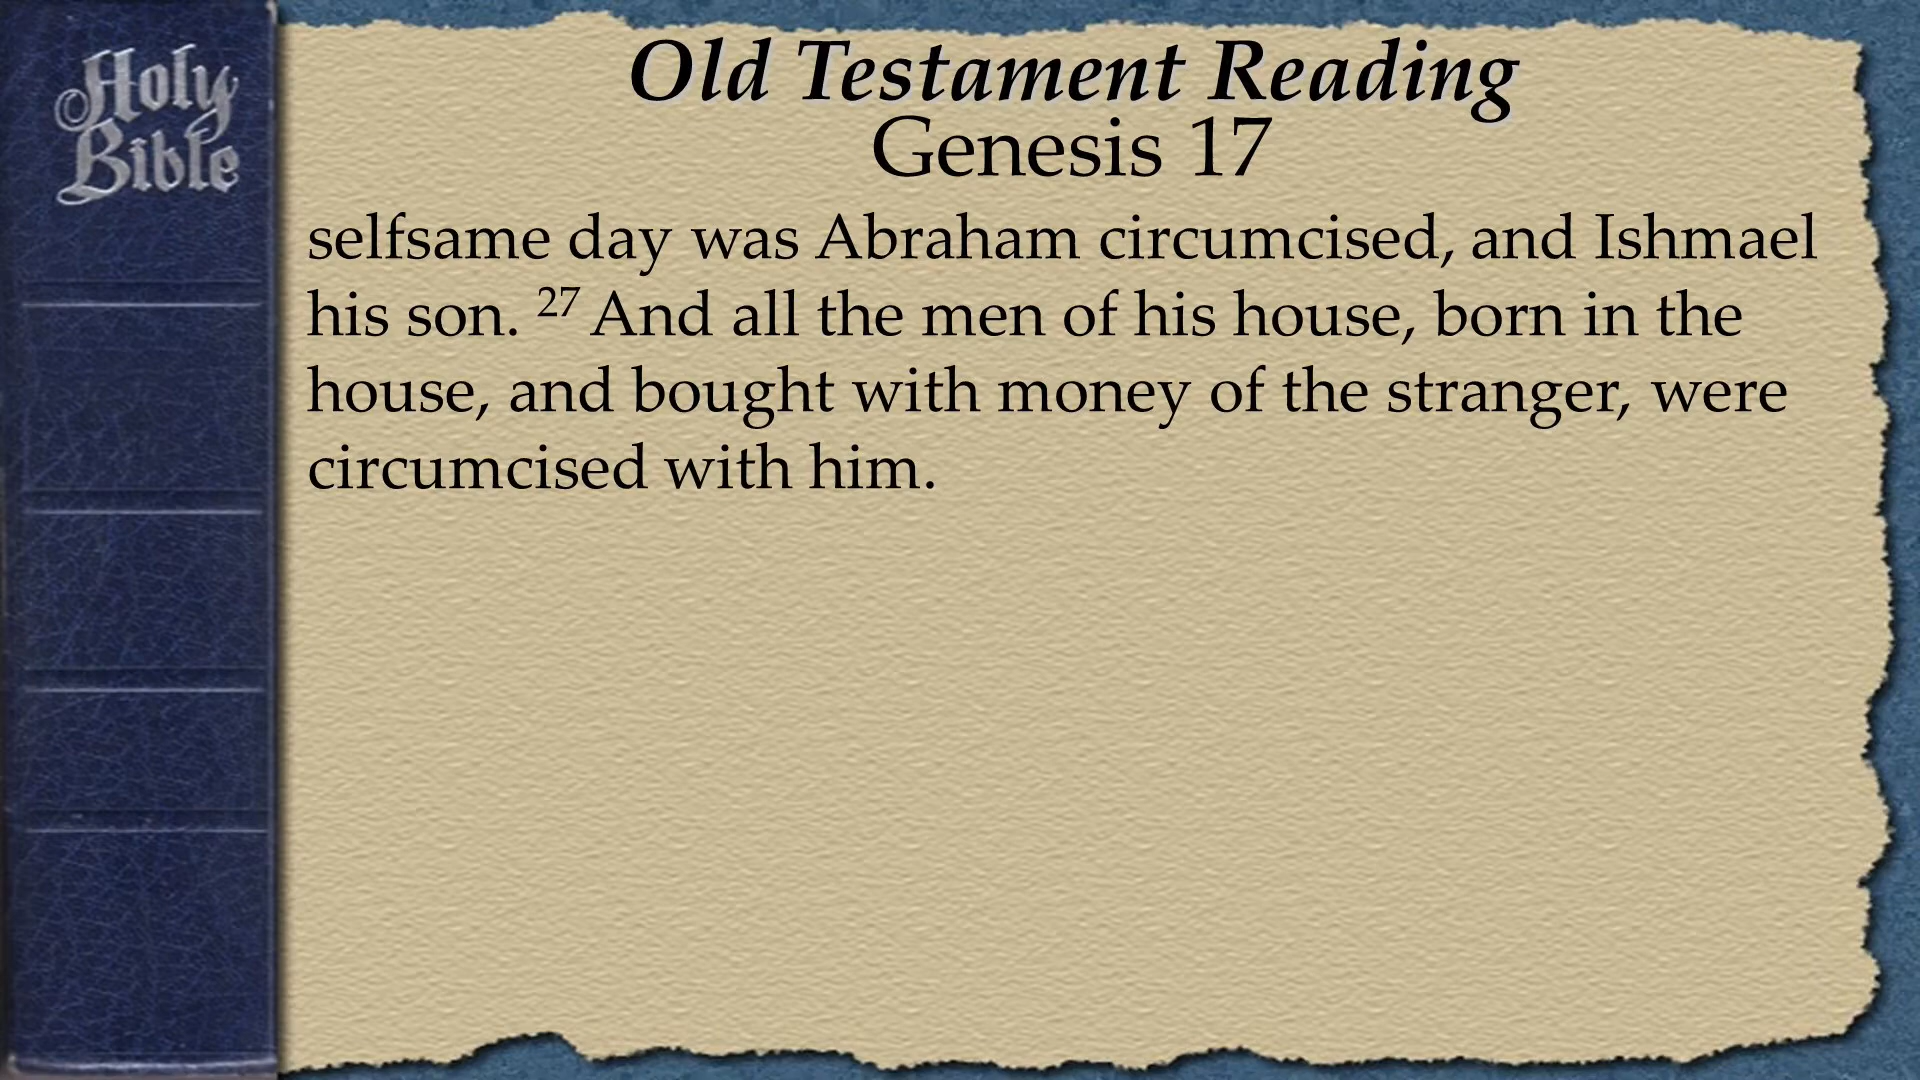 Holy
Bible
Old Testament Reading
Genesis 17
selfsame day was Abraham circumcised, and Ishmael
his son. 27 And all the men of his house, born in the
house, and bought with money of the stranger, were
circumcised with him.